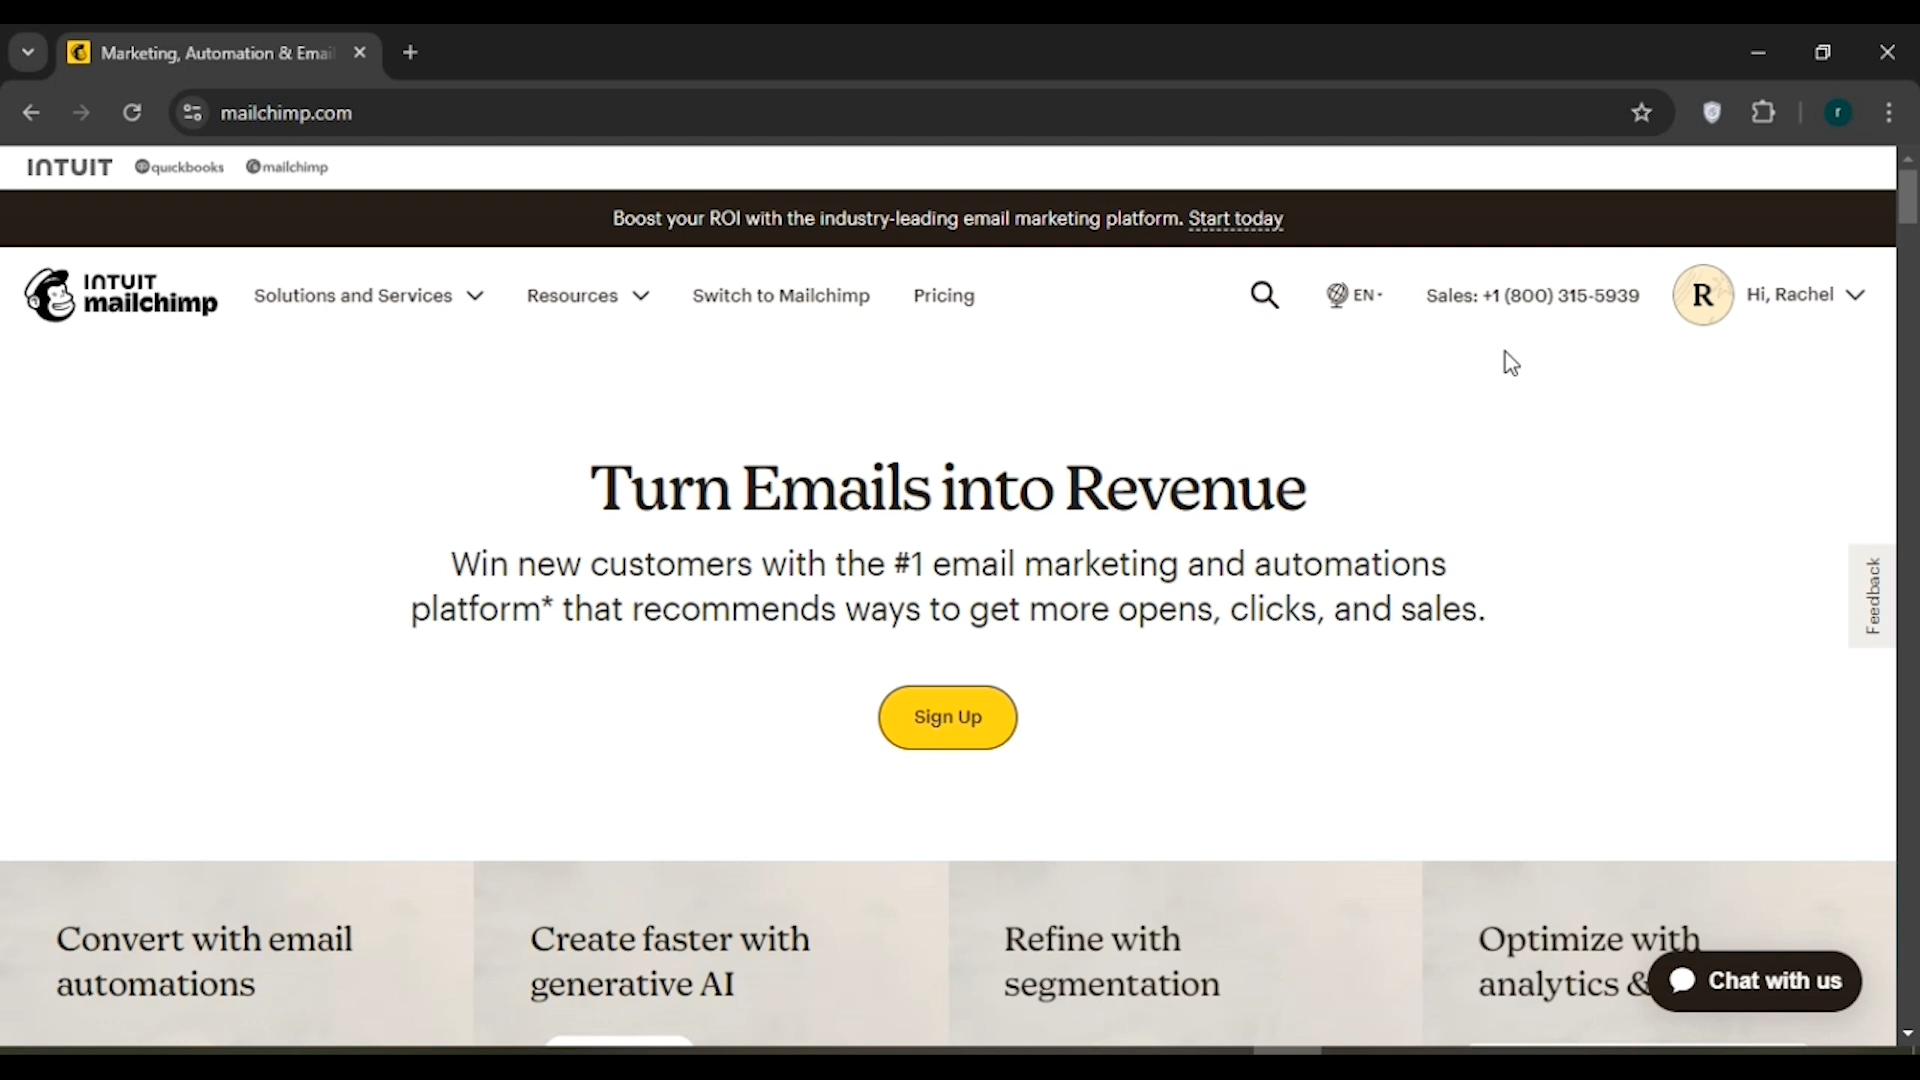 Marketing, Automation & Emai
mailchimp.com
r
INTUIT quickbooks mailchimp
Boost your ROI with the industry-leading email marketing platform. Start today
INTUIT
mailchimp
Solutions and Services
Resources
Switch to Mailchimp
Pricing
EN
Sales: +1 (800) 315-5939
R
Hi, Rachel
Turn Emails into Revenue
Win new customers with the #1 email marketing and automations
platform* that recommends ways to get more opens, clicks, and sales.
Feedback
Sign Up
Convert with email
automations
Create faster with
generative AI
Refine with
segmentation
Optimize with
analytics &
Chat with us